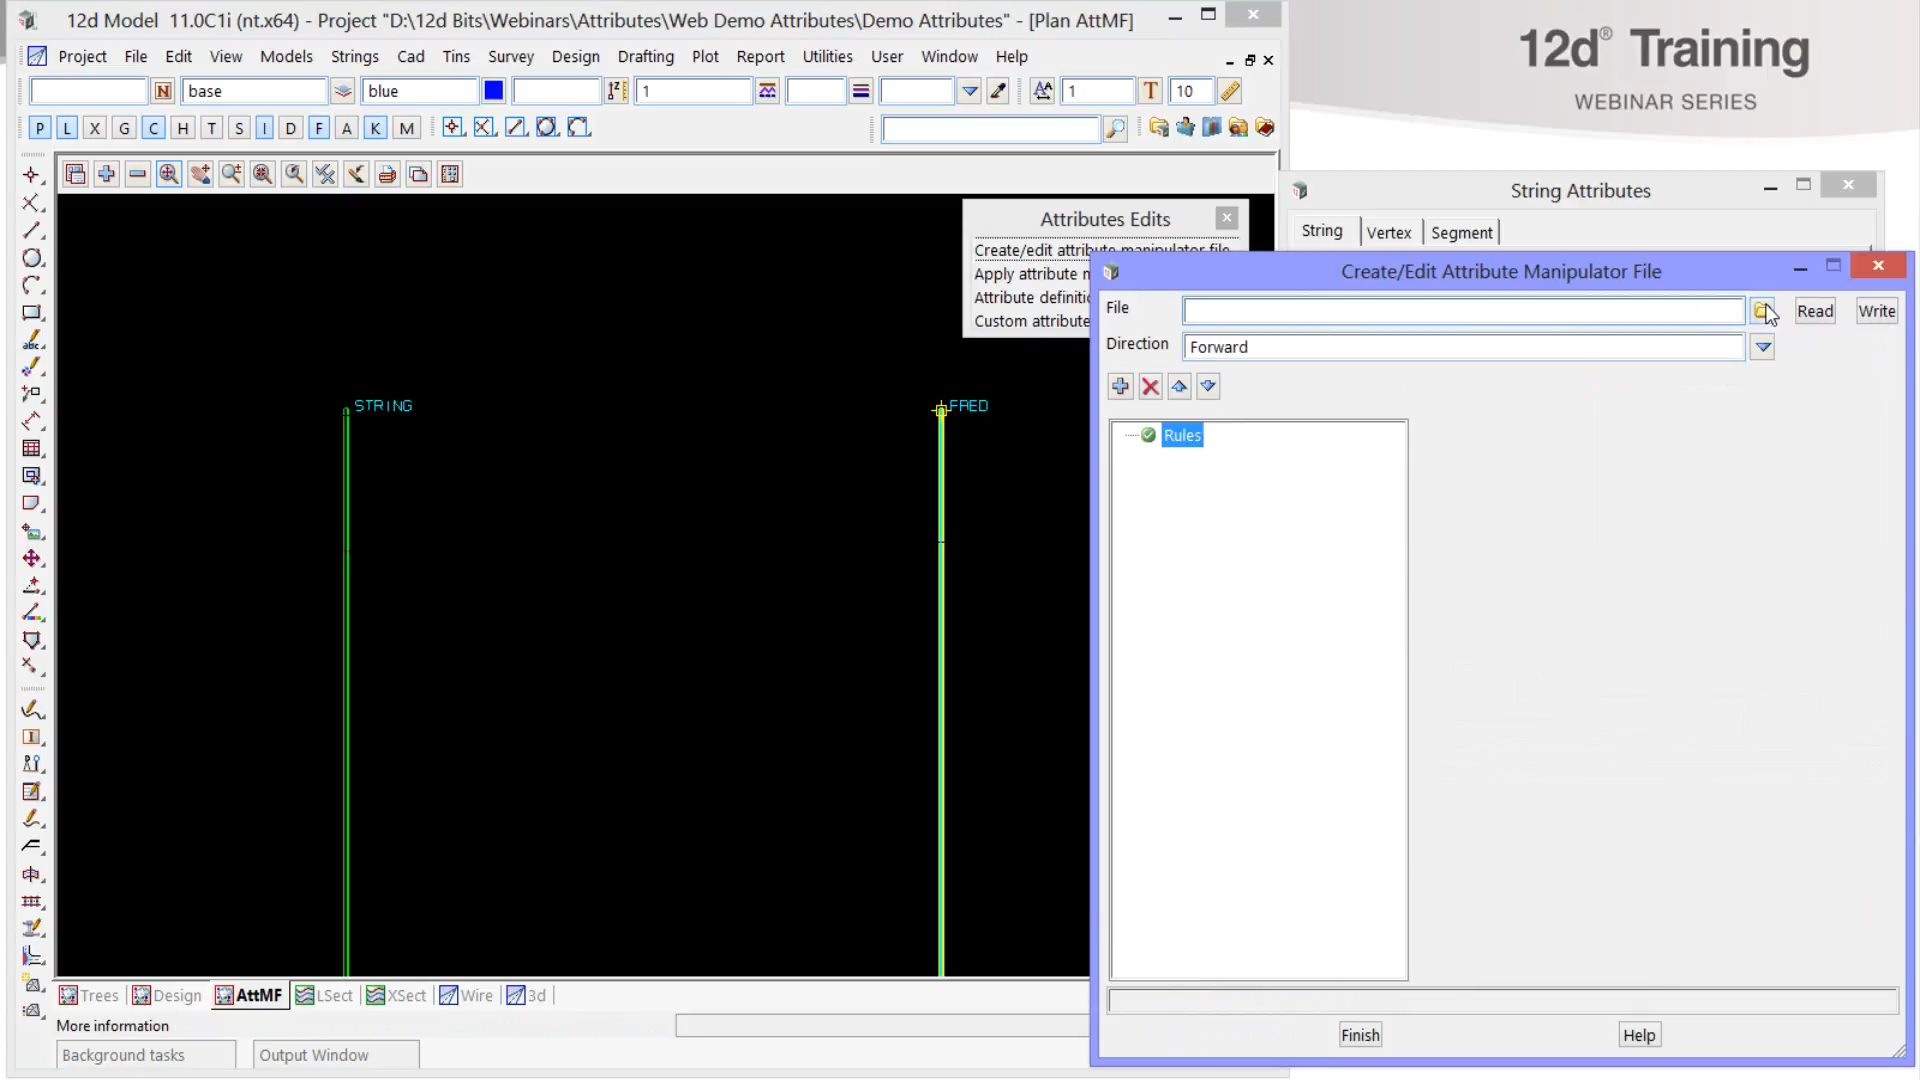 12d Model 11.0C1i (nt.x64) - Project "D:\12d Bits\Webinars\Attributes\Web Demo Attributes\Demo Attributes" - [Plan AttMF]
12d® Training
WEBINAR SERIES
Project File Edit View Models Strings Cad Tins Survey Design Drafting Plot Report Utilities User Window Help
N base blue 1 1 T 10
P L X G C H T S I D F A K M
String Attributes
String Vertex Segment
Attributes Edits
Create/edit attribute manipulator file
Apply attribute
Attribute
Custom attribute
Create/Edit Attribute Manipulator File
File Read Write
Direction Forward
Rules
STRING
FRED
Trees Design AttMF LSect XSect Wire 3d
More information
Background tasks Output Window
Finish Help